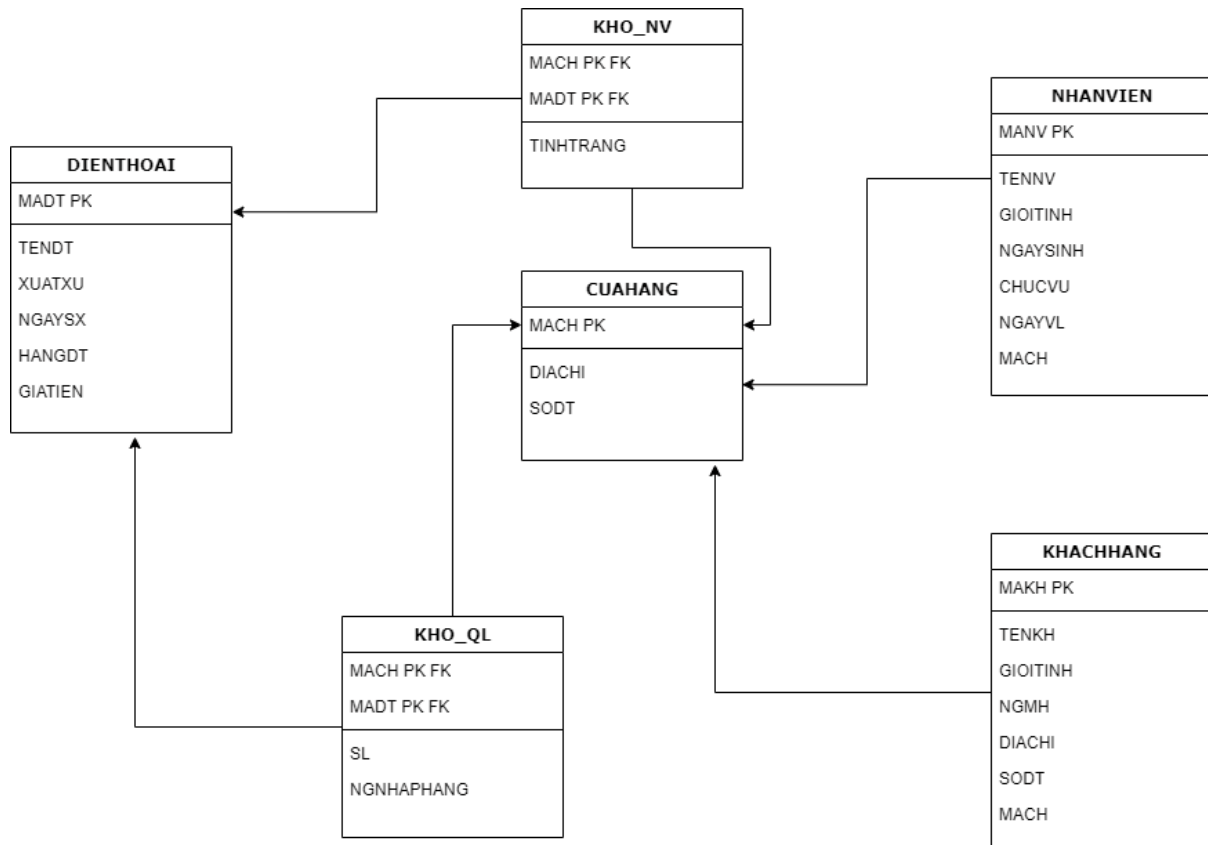 KHO_NV
MACH PK FK
MADT PK FK
TINHTRANG
NHANVIEN
MANV PK
TENNV
GIOITINH
NGAYSINH
CHUCVU
NGAYVL
MACH
DIENTHOAI
MADT PK
TENDT
XUATXU
NGAYSX
HANGDT
GIATIEN
CUAHANG
MACH PK
DIACHI
SODT
KHO_QL
MACH PK FK
MADT PK FK
SL
NGNHAPHANG
KHACHHANG
MAKH PK
TENKH
GIOITINH
NGMH
DIACHI
SODT
MACH